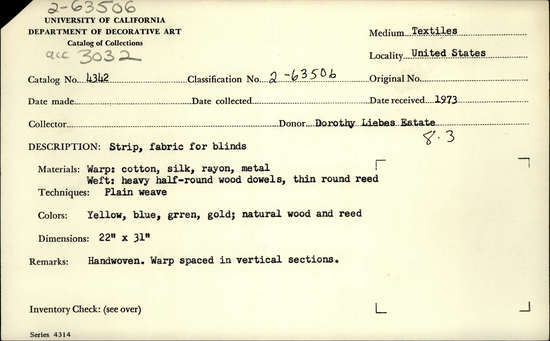 2-63506
UNIVERSITY OF CALIFORNIA
DEPARTMENT OF DECORATIVE ART
Catalog of Collections
acc 3032
Medium Textiles
Locality United States
Catalog No. 4342 Classification No. 2-63506 Original No.
Date made Date collected Date received 1973
Collector Donor Dorothy Liebes Estate
8.3
DESCRIPTION: Strip, fabric for blinds
Materials: Warp: cotton, silk, rayon, metal
Weft: heavy half-round wood dowels, thin round reed
Techniques: Plain weave
Colors: Yellow, blue, grren, gold; natural wood and reed
Dimensions: 22" x 31"
Remarks: Handwoven. Warp spaced in vertical sections.
Inventory Check: (see over)
Series 4314